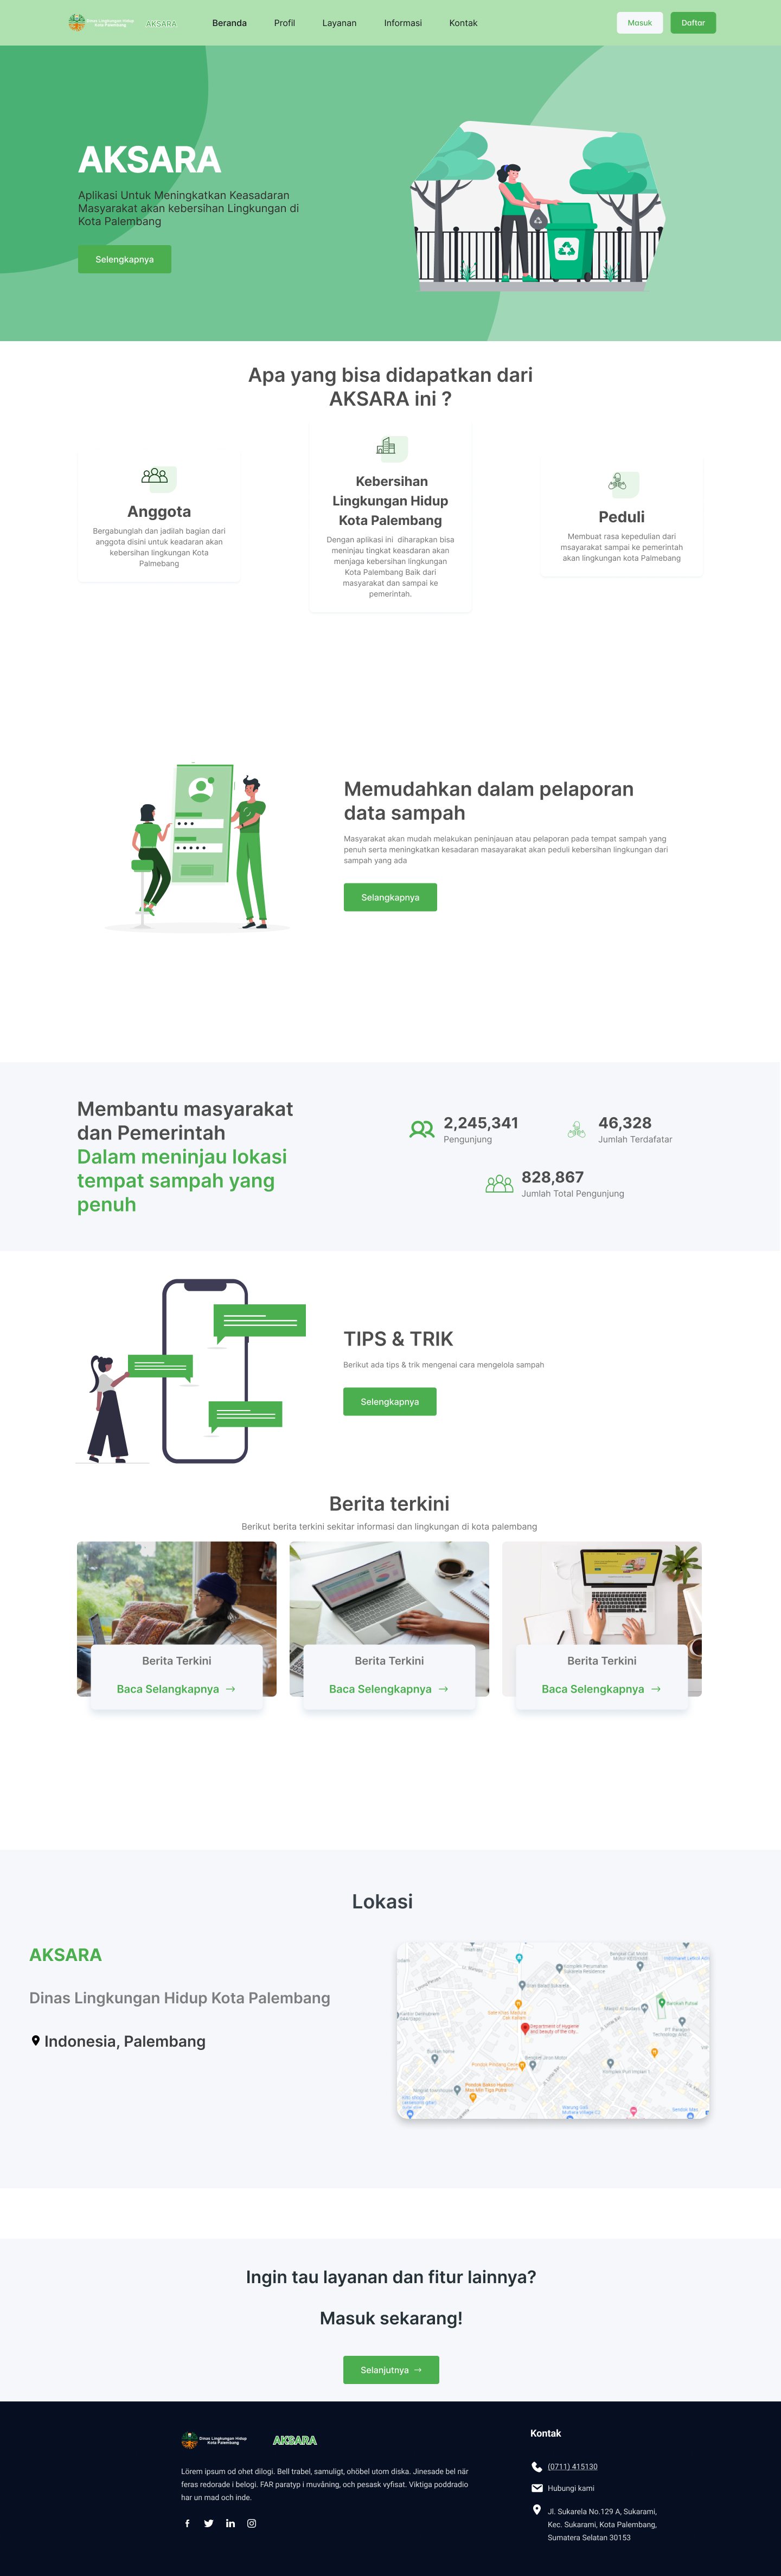 Dinas Lingkungan Hidup
Kota Palembang
AKSARA
Beranda
Profil
Layanan
Informasi
Kontak
Masuk
Daftar
AKSARA
Aplikasi Untuk Meningkatkan Keasadaran
Masyarakat akan kebersihan Lingkungan di
Kota Palembang
Selengkapnya
Apa yang bisa didapatkan dari
AKSARA ini ?
Anggota
Bergabunglah dan jadilah bagian dari
anggota disini untuk keadaran akan
kebersihan lingkungan Kota
Palmebang
Kebersihan
Lingkungan Hidup
Kota Palembang
Dengan aplikasi ini diharapkan bisa
meninjau tingkat keasdaran akan
menjaga kebersihan lingkungan
Kota Palembang Baik dari
masyarakat dan sampai ke
pemerintah.
Peduli
Membuat rasa kepedulian dari
msayarakat sampai ke pemerintah
akan lingkungan kota Palmebang
Memudahkan dalam pelaporan
data sampah
Masyarakat akan mudah melakukan peninjauan atau pelaporan pada tempat sampah yang
penuh serta meningkatkan kesadaran masayarakat akan peduli kebersihan lingkungan dari
sampah yang ada
Selangkapnya
Membantu masyarakat
dan Pemerintah
Dalam meninjau lokasi
tempat sampah yang
penuh
2,245,341
Pengunjung
46,328
Jumlah Terdafatar
828,867
Jumlah Total Pengunjung
TIPS & TRIK
Berikut ada tips & trik mengenai cara mengelola sampah
Selengkapnya
Berita terkini
Berikut berita terkini sekitar informasi dan lingkungan di kota palembang
Berita Terkini
Baca Selangkapnya →
Berita Terkini
Baca Selengkapnya →
Berita Terkini
Baca Selengkapnya →
Lokasi
AKSARA
Dinas Lingkungan Hidup Kota Palembang
Indonesia, Palembang
Department of Hygiene
and beauty of the city...
Ingin tau layanan dan fitur lainnya?
Masuk sekarang!
Selanjutnya →
Dinas Lingkungan Hidup
Kota Palembang
AKSARA
Lörem ipsum od ohet dilogi. Bell trabel, samuligt, ohöbel utom diska. Jinesade bel när
feras redorade i belogi. FAR paratyp i muvåning, och pesask vyfisat. Viktiga poddradio
har un mad och inde.
Kontak
(0711) 415130
Hubungi kami
Jl. Sukarela No.129 A, Sukarami,
Kec. Sukarami, Kota Palembang,
Sumatera Selatan 30153